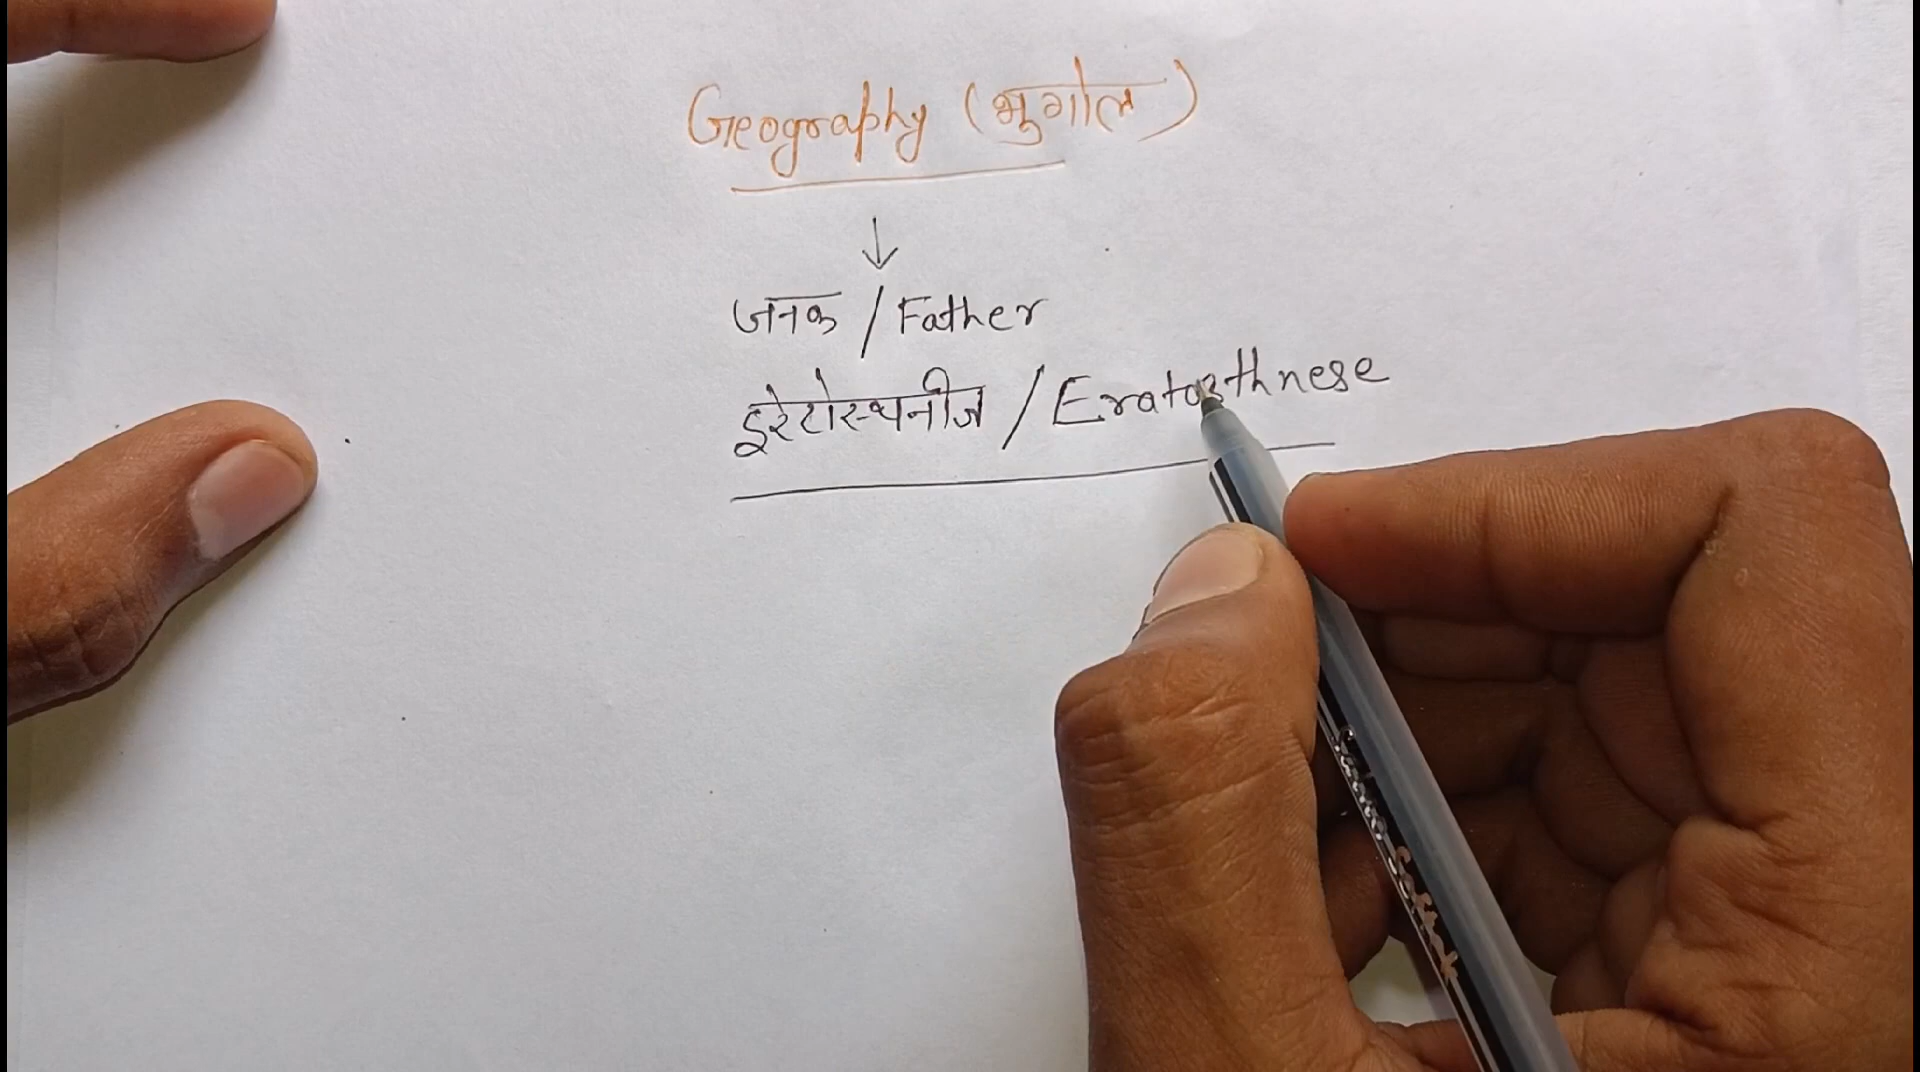 Geography (भुगोल)
↓
जनक / Father
इरेटोस्थनीज / Eratosthnese